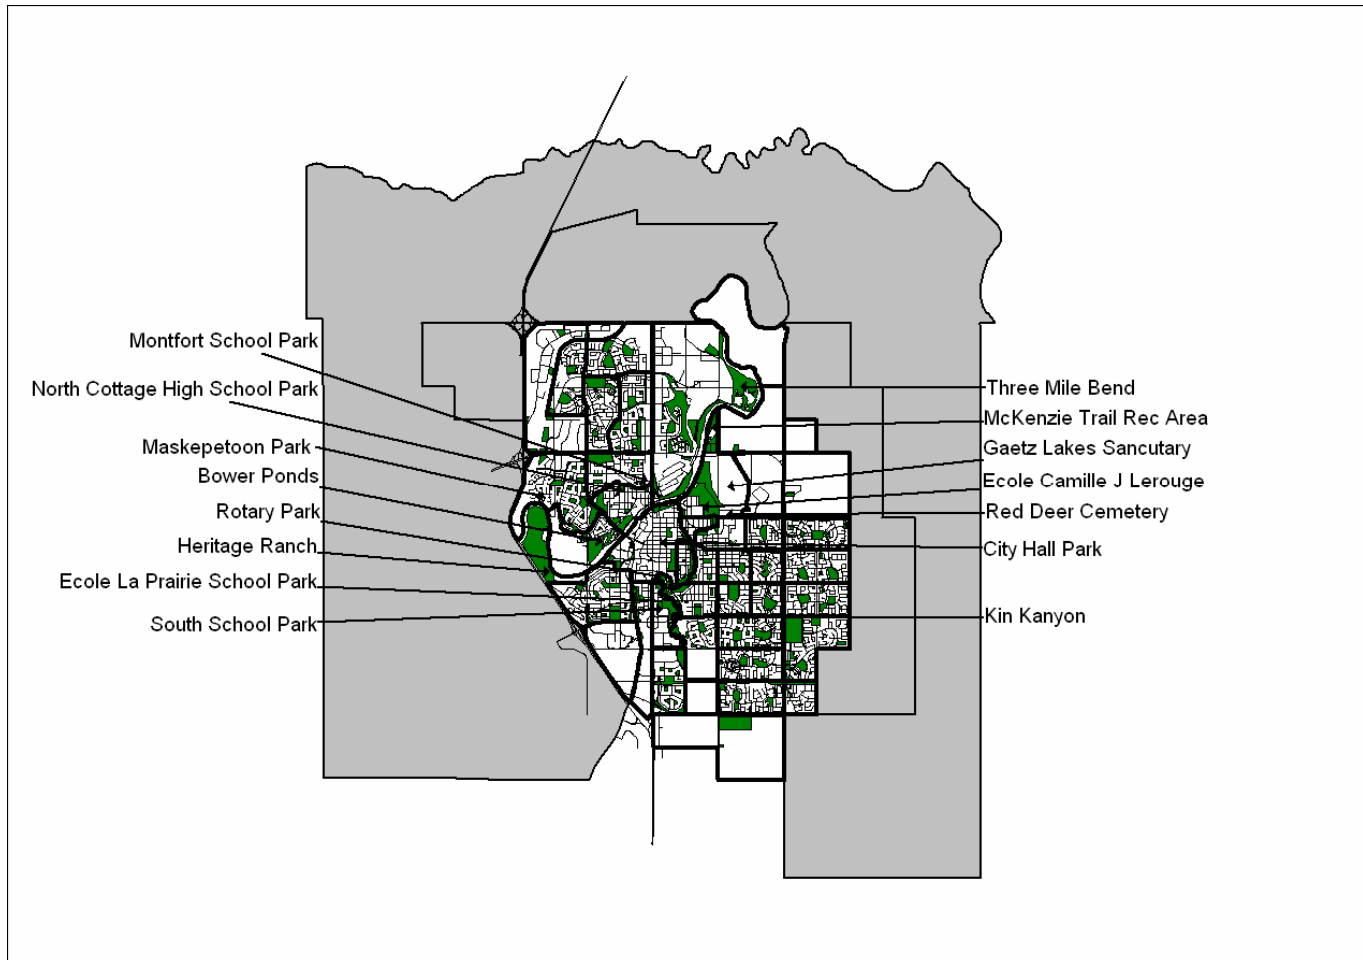 Montfort School Park
North Cottage High School Park
Maskepetoon Park
Bower Ponds
Rotary Park
Heritage Ranch
Ecole La Prairie School Park
South School Park
Three Mile Bend
McKenzie Trail Rec Area
Gaetz Lakes Sancutary
Ecole Camille J Lerouge
Red Deer Cemetery
City Hall Park
Kin Kanyon